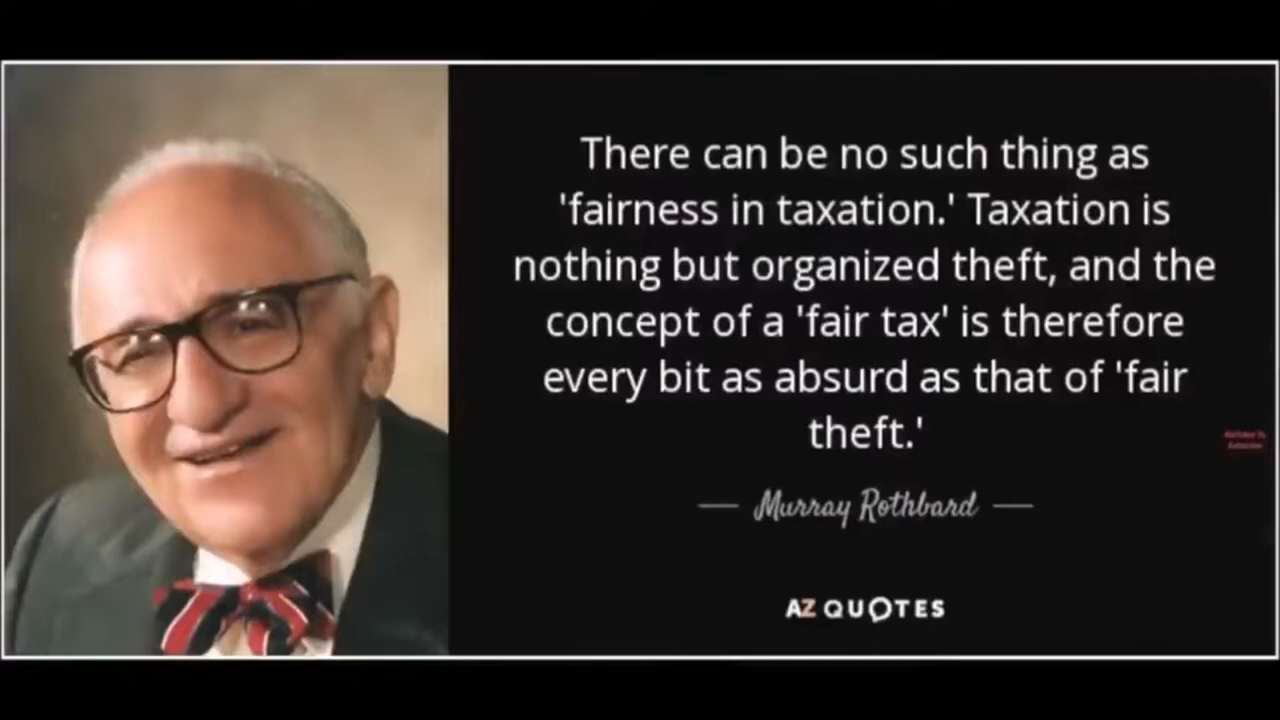 There can be no such thing as
'fairness in taxation.' Taxation is
nothing but organized theft, and the
concept of a 'fair tax' is therefore
every bit as absurd as that of 'fair
theft.'
— Murray Rothbard —
AZ QUOTES